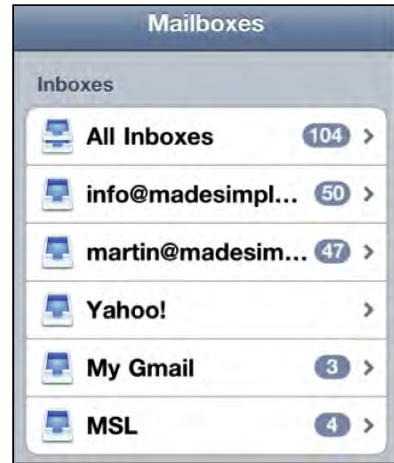 Mailboxes
Inboxes
All Inboxes 104
info@madesimpl... 50
martin@madesim... 47
Yahoo!
My Gmail 3
MSL 4